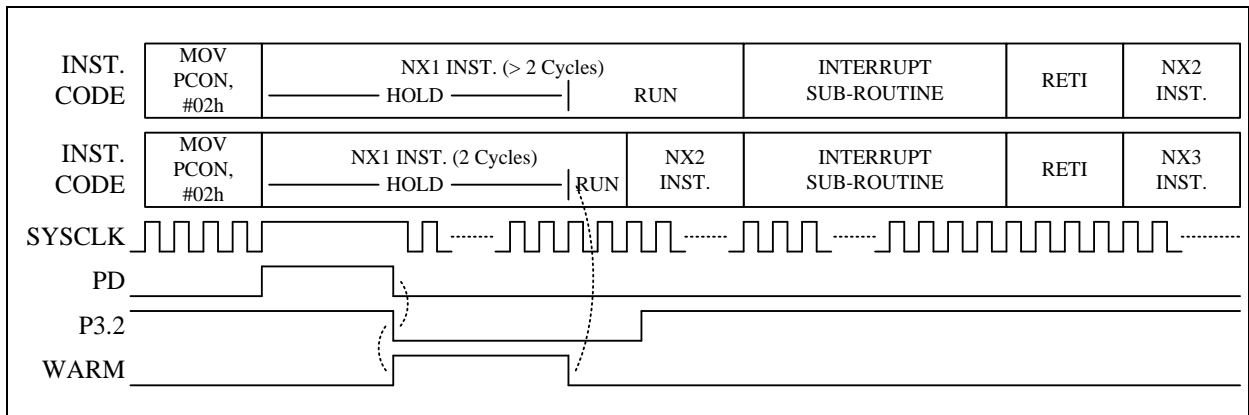 INST.
CODE
MOV
PCON,
#02h
NX1 INST. (> 2 Cycles)
HOLD
RUN
INTERRUPT
SUB-ROUTINE
RETI
NX2
INST.
INST.
CODE
MOV
PCON,
#02h
NX1 INST. (2 Cycles)
HOLD
RUN
NX2
INST.
INTERRUPT
SUB-ROUTINE
RETI
NX3
INST.
SYSCLK
PD
P3.2
WARM